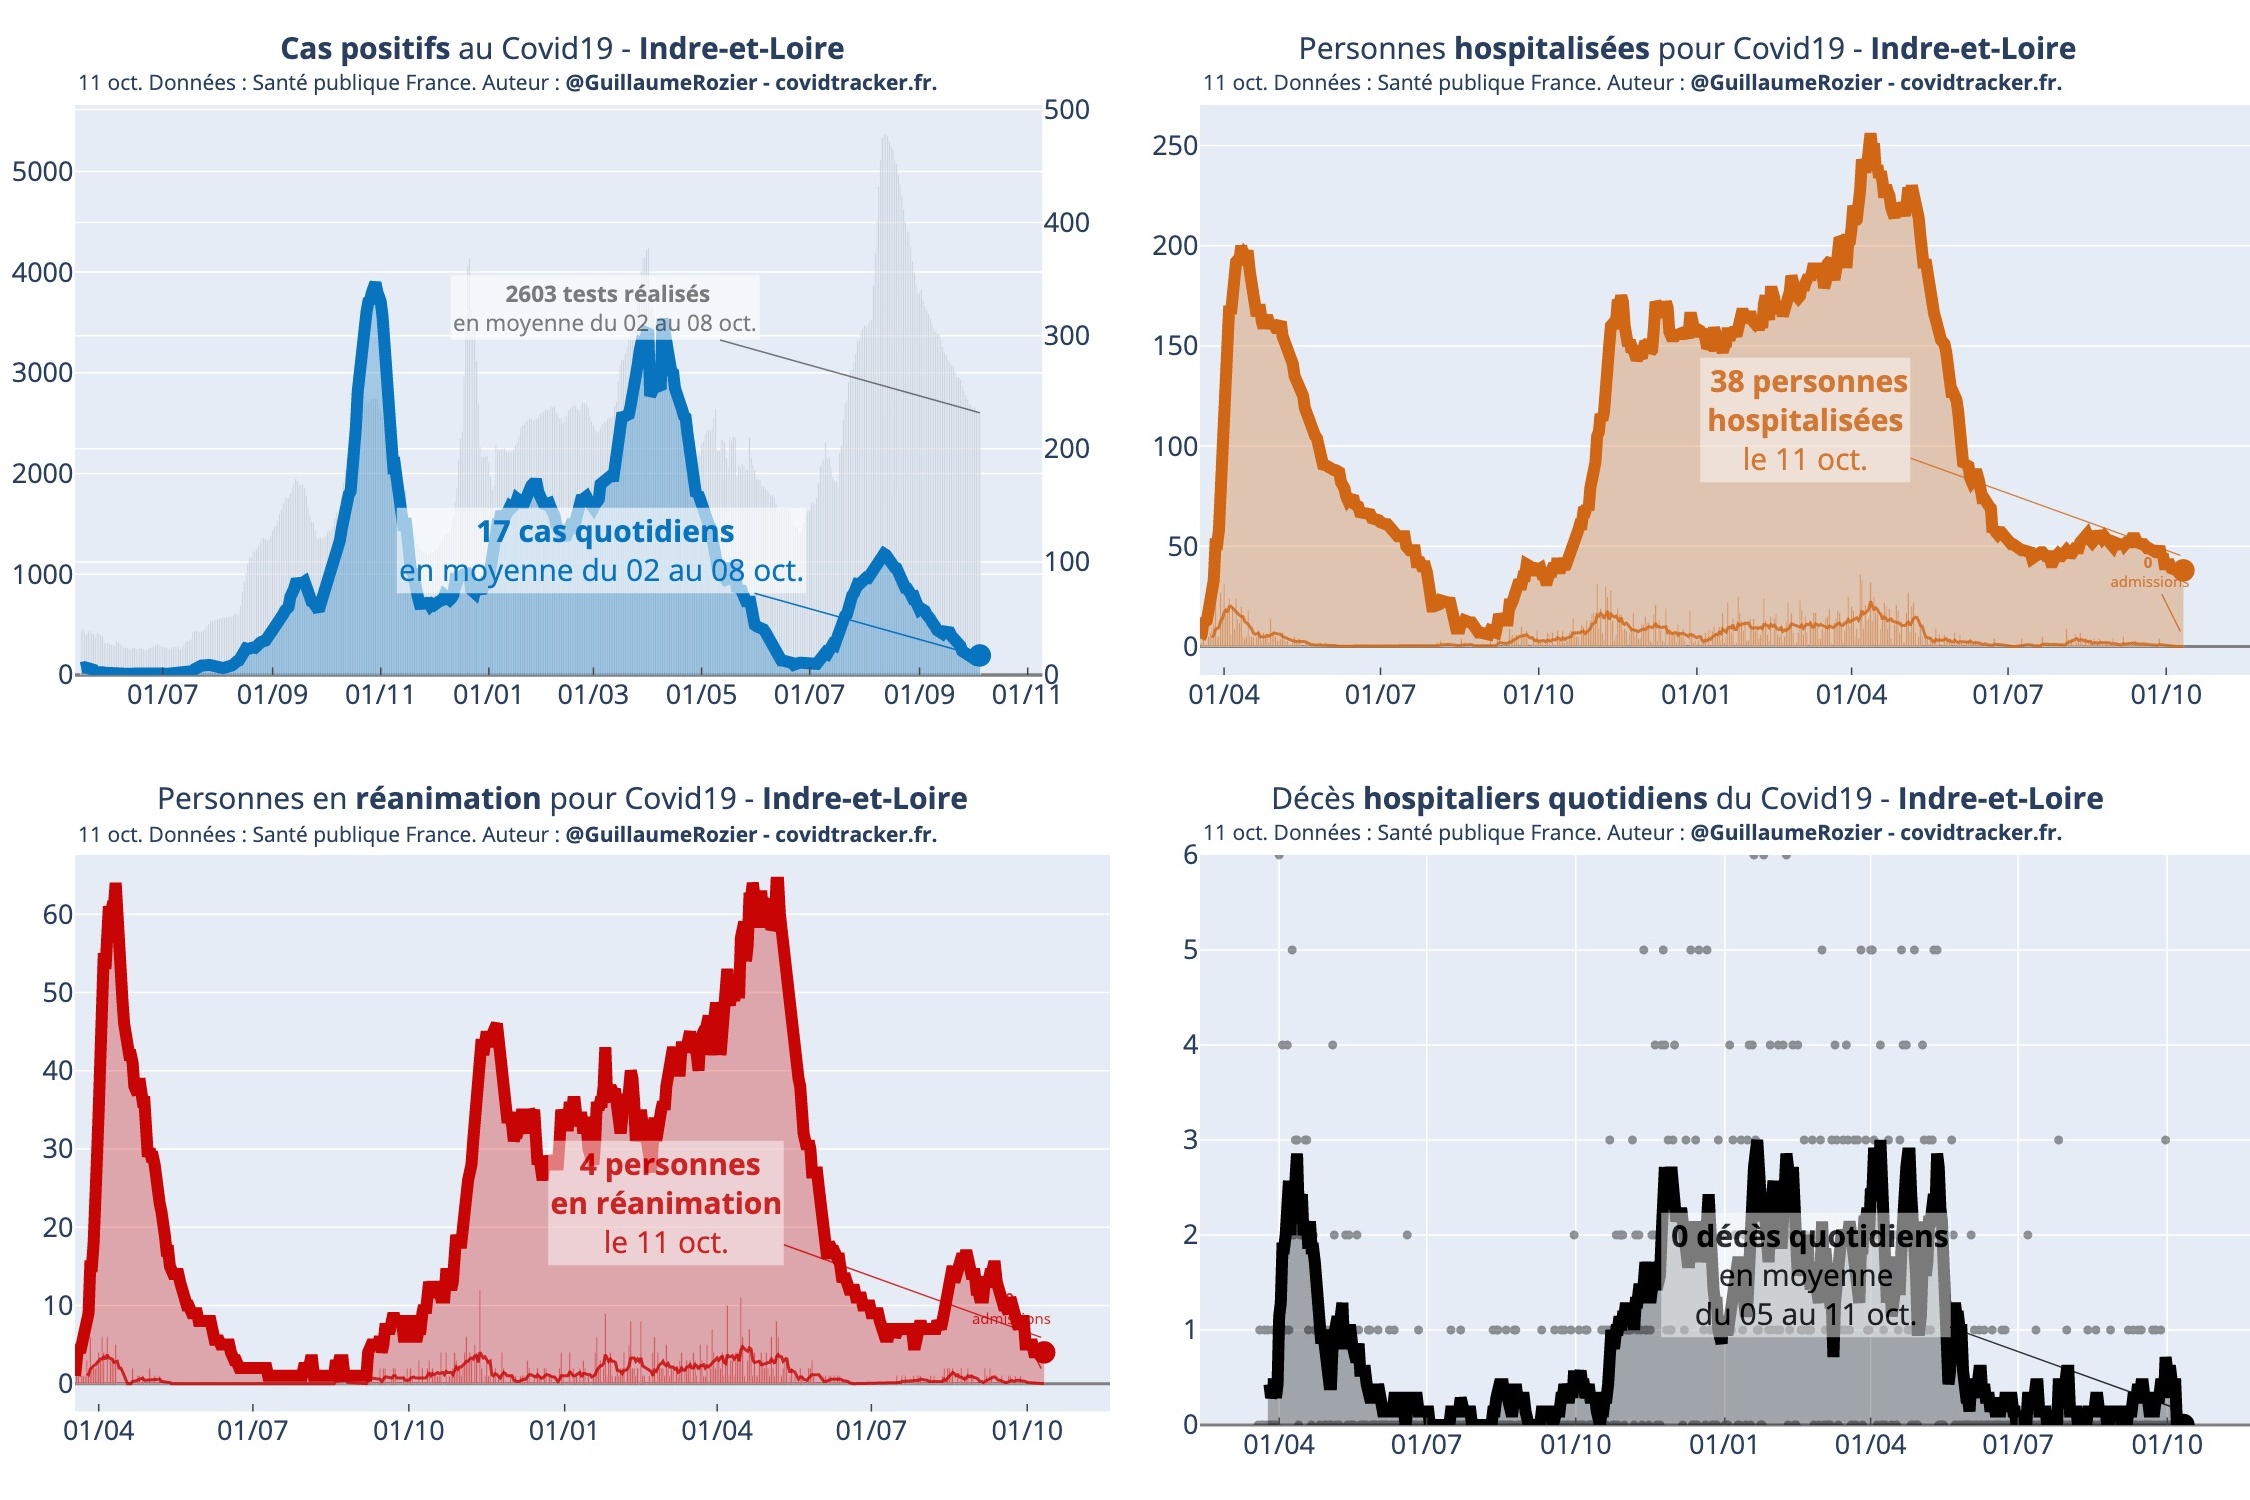 Cas positifs au Covid19 - Indre-et-Loire
11 oct. Données : Santé publique France. Auteur : @GuillaumeRozier - covidtracker.fr.
500
5000
400
4000
2603 tests réalisés
en moyenne du 02 au 08 oct.
300
3000
200
2000
17 cas quotidiens
en moyenne du 02 au 08 oct.
100
1000
0
0
01/07 01/09 01/11 01/01 01/03 01/05 01/07 01/09 01/11
Personnes hospitalisées pour Covid19 - Indre-et-Loire
11 oct. Données : Santé publique France. Auteur : @GuillaumeRozier - covidtracker.fr.
250
200
150
38 personnes
hospitalisées
le 11 oct.
100
50
0
admissions
0
01/04 01/07 01/10 01/01 01/04 01/07 01/10
Personnes en réanimation pour Covid19 - Indre-et-Loire
11 oct. Données : Santé publique France. Auteur : @GuillaumeRozier - covidtracker.fr.
60
50
40
30
4 personnes
en réanimation
le 11 oct.
20
10
admissions
0
01/04 01/07 01/10 01/01 01/04 01/07 01/10
Décès hospitaliers quotidiens du Covid19 - Indre-et-Loire
11 oct. Données : Santé publique France. Auteur : @GuillaumeRozier - covidtracker.fr.
6
5
4
3
2
0 décès quotidiens
en moyenne
du 05 au 11 oct.
1
0
01/04 01/07 01/10 01/01 01/04 01/07 01/10